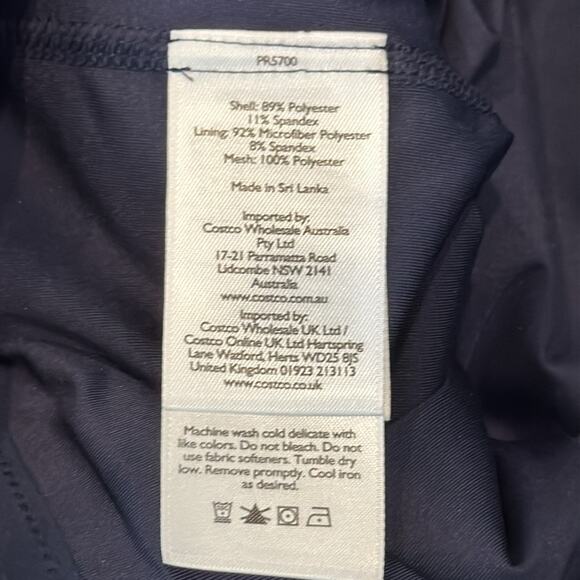 PR5700
Shell: 89% Polyester
11% Spandex
Lining: 92% Microfiber Polyester
8% Spandex
Mesh: 100% Polyester
Made in Sri Lanka
Imported by:
Costco Wholesale Australia
Pty Ltd
17-21 Parramatta Road
Lidcombe NSW 2141
Australia
www.costco.com.au
Imported by:
Costco Wholesale UK Ltd /
Costco Online UK Ltd Hartspring
Lane Watford, Herts WD25 8JS
United Kingdom 01923 213113
www.costco.co.uk
Machine wash cold delicate with
like colors. Do not bleach. Do not
use fabric softeners. Tumble dry
low. Remove promptly. Cool iron
as desired.